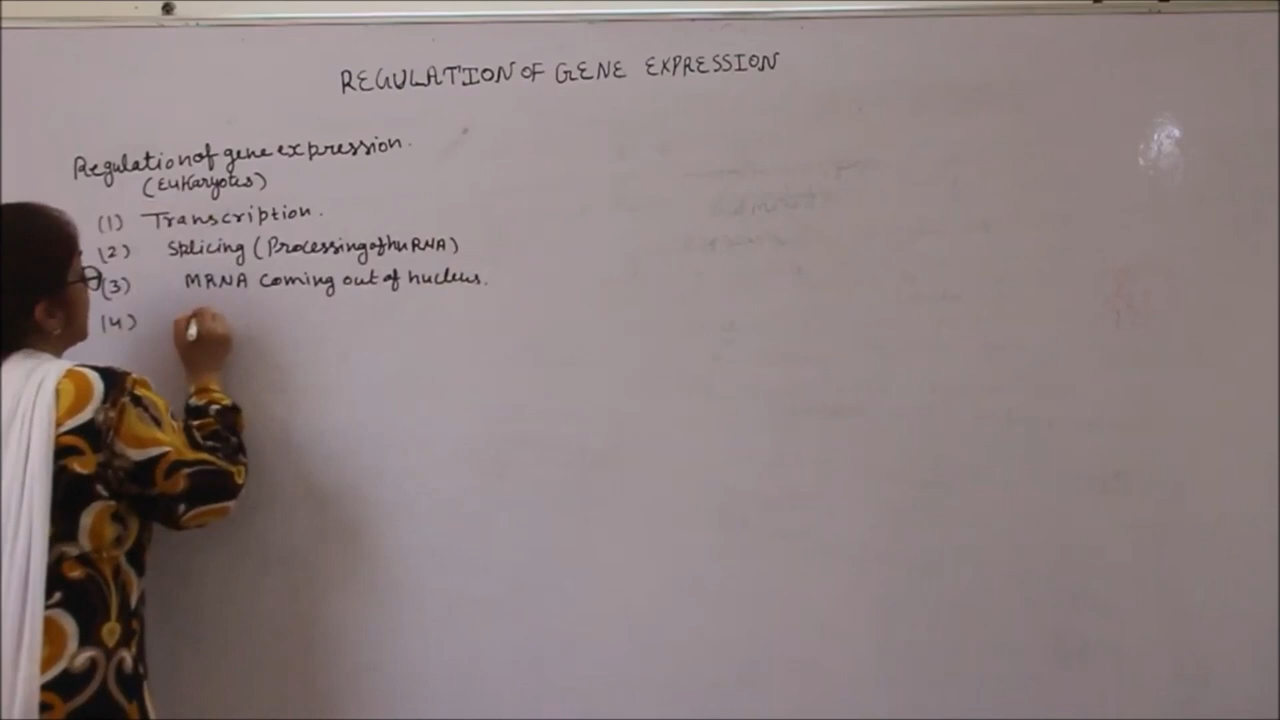 REGULATION OF GENE EXPRESSION
Regulation of gene expression.
(Eukaryotes)
(1) Transcription.
(2) Splicing (Processing of hnRNA)
(3) MRNA coming out of nucleus.
(4)